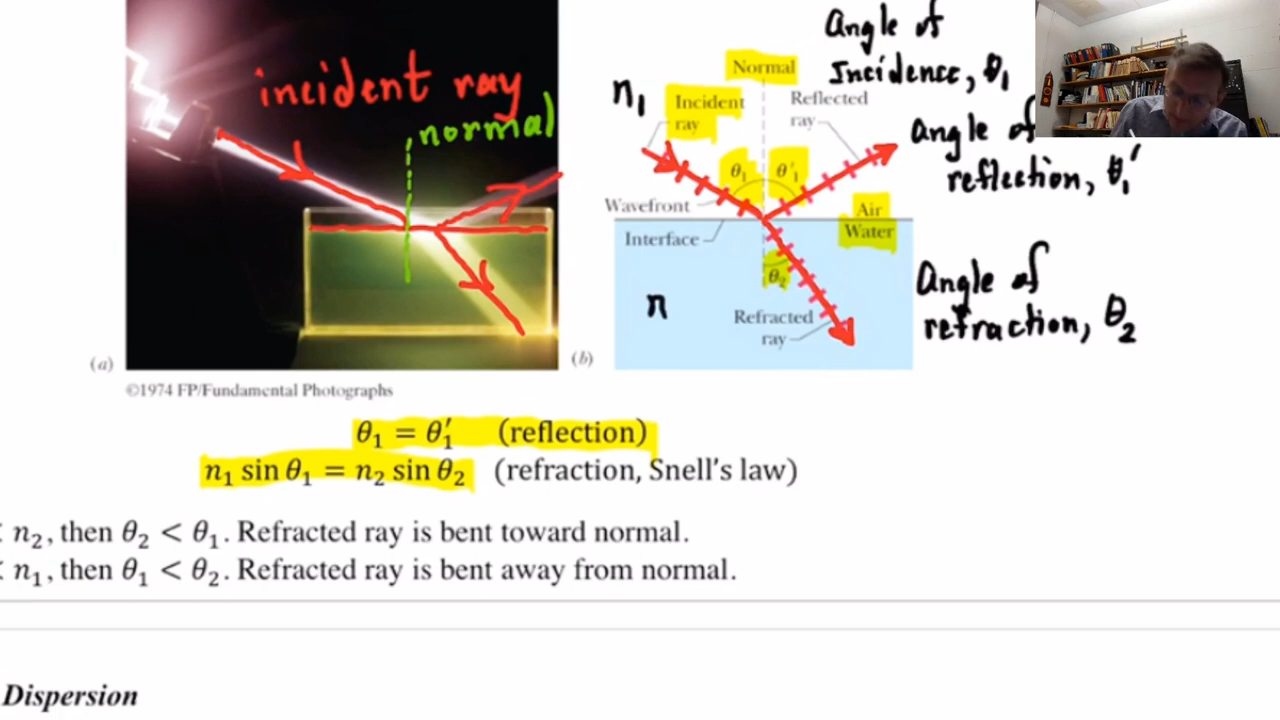 incident ray
normal
(a)
©1974 FP/Fundamental Photographs
Angle of
Incidence, θ₁
Normal
n₁
Incident
ray
Reflected
ray
Angle of
reflection, θ₁′
θ₁
θ′₁
Wavefront
Air
Interface
Water
θ₂
n
Refracted
ray
Angle of
refraction, θ₂
(b)
θ₁ = θ₁′ (reflection)
n₁ sin θ₁ = n₂ sin θ₂ (refraction, Snell's law)
< n₂, then θ₂ < θ₁. Refracted ray is bent toward normal.
< n₁, then θ₁ < θ₂. Refracted ray is bent away from normal.
Dispersion